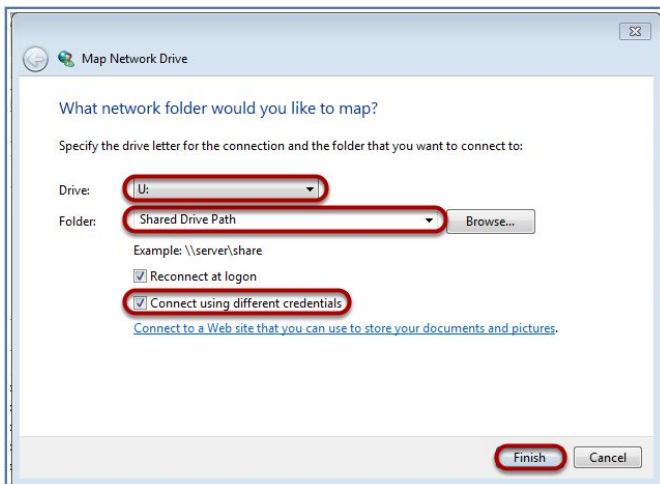 Map Network Drive
What network folder would you like to map?
Specify the drive letter for the connection and the folder that you want to connect to:
Drive: U:
Folder: Shared Drive Path Browse...
Example: \\server\share
Reconnect at logon
Connect using different credentials
Connect to a Web site that you can use to store your documents and pictures.
Finish Cancel